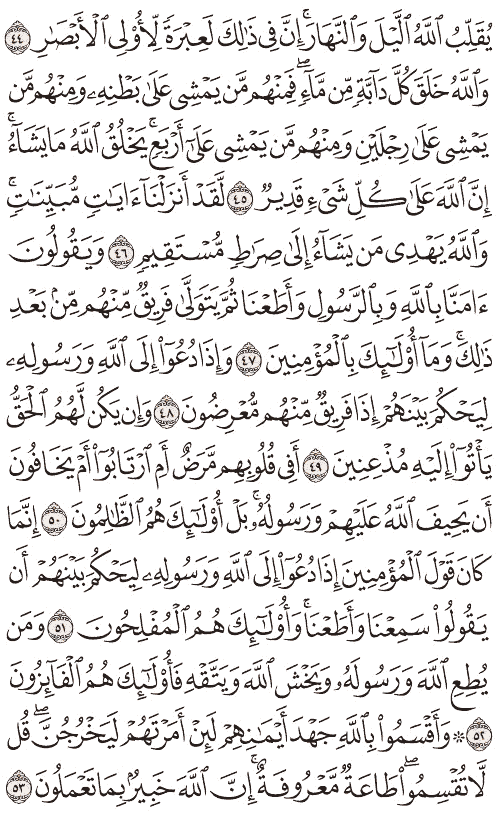 يُقَلِّبُ ٱللَّهُ ٱلَّيْلَ وَٱلنَّهَارَۚ إِنَّ فِى ذَٰلِكَ لَعِبْرَةً لِّأُو۟لِى ٱلْأَبْصَٰرِ ٤٤
وَٱللَّهُ خَلَقَ كُلَّ دَآبَّةٍ مِّن مَّآءٍۖ فَمِنْهُم مَّن يَمْشِى عَلَىٰ بَطْنِهِۦ وَمِنْهُم مَّن
يَمْشِى عَلَىٰ رِجْلَيْنِ وَمِنْهُم مَّن يَمْشِى عَلَىٰٓ أَرْبَعٍۚ يَخْلُقُ ٱللَّهُ مَا يَشَآءُۚ
إِنَّ ٱللَّهَ عَلَىٰ كُلِّ شَىْءٍ قَدِيرٌ ٤٥ لَّقَدْ أَنزَلْنَآ ءَايَٰتٍ مُّبَيِّنَٰتٍۚ
وَٱللَّهُ يَهْدِى مَن يَشَآءُ إِلَىٰ صِرَٰطٍ مُّسْتَقِيمٍ ٤٦ وَيَقُولُونَ
ءَامَنَّا بِٱللَّهِ وَبِٱلرَّسُولِ وَأَطَعْنَا ثُمَّ يَتَوَلَّىٰ فَرِيقٌ مِّنْهُم مِّنۢ بَعْدِ
ذَٰلِكَۚ وَمَآ أُو۟لَٰٓئِكَ بِٱلْمُؤْمِنِينَ ٤٧ وَإِذَا دُعُوٓا۟ إِلَى ٱللَّهِ وَرَسُولِهِۦ
لِيَحْكُمَ بَيْنَهُمْ إِذَا فَرِيقٌ مِّنْهُم مُّعْرِضُونَ ٤٨ وَإِن يَكُن لَّهُمُ ٱلْحَقُّ
يَأْتُوٓا۟ إِلَيْهِ مُذْعِنِينَ ٤٩ أَفِى قُلُوبِهِم مَّرَضٌ أَمِ ٱرْتَابُوٓا۟ أَمْ يَخَافُونَ
أَن يَحِيفَ ٱللَّهُ عَلَيْهِمْ وَرَسُولُهُۥۚ بَلْ أُو۟لَٰٓئِكَ هُمُ ٱلظَّٰلِمُونَ ٥٠ إِنَّمَا
كَانَ قَوْلَ ٱلْمُؤْمِنِينَ إِذَا دُعُوٓا۟ إِلَى ٱللَّهِ وَرَسُولِهِۦ لِيَحْكُمَ بَيْنَهُمْ أَن
يَقُولُوا۟ سَمِعْنَا وَأَطَعْنَاۚ وَأُو۟لَٰٓئِكَ هُمُ ٱلْمُفْلِحُونَ ٥١ وَمَن
يُطِعِ ٱللَّهَ وَرَسُولَهُۥ وَيَخْشَ ٱللَّهَ وَيَتَّقْهِ فَأُو۟لَٰٓئِكَ هُمُ ٱلْفَآئِزُونَ
٥٢ ۞ وَأَقْسَمُوا۟ بِٱللَّهِ جَهْدَ أَيْمَٰنِهِمْ لَئِنْ أَمَرْتَهُمْ لَيَخْرُجُنَّۖ قُل
لَّا تُقْسِمُوا۟ۖ طَاعَةٌ مَّعْرُوفَةٌۚ إِنَّ ٱللَّهَ خَبِيرٌۢ بِمَا تَعْمَلُونَ ٥٣